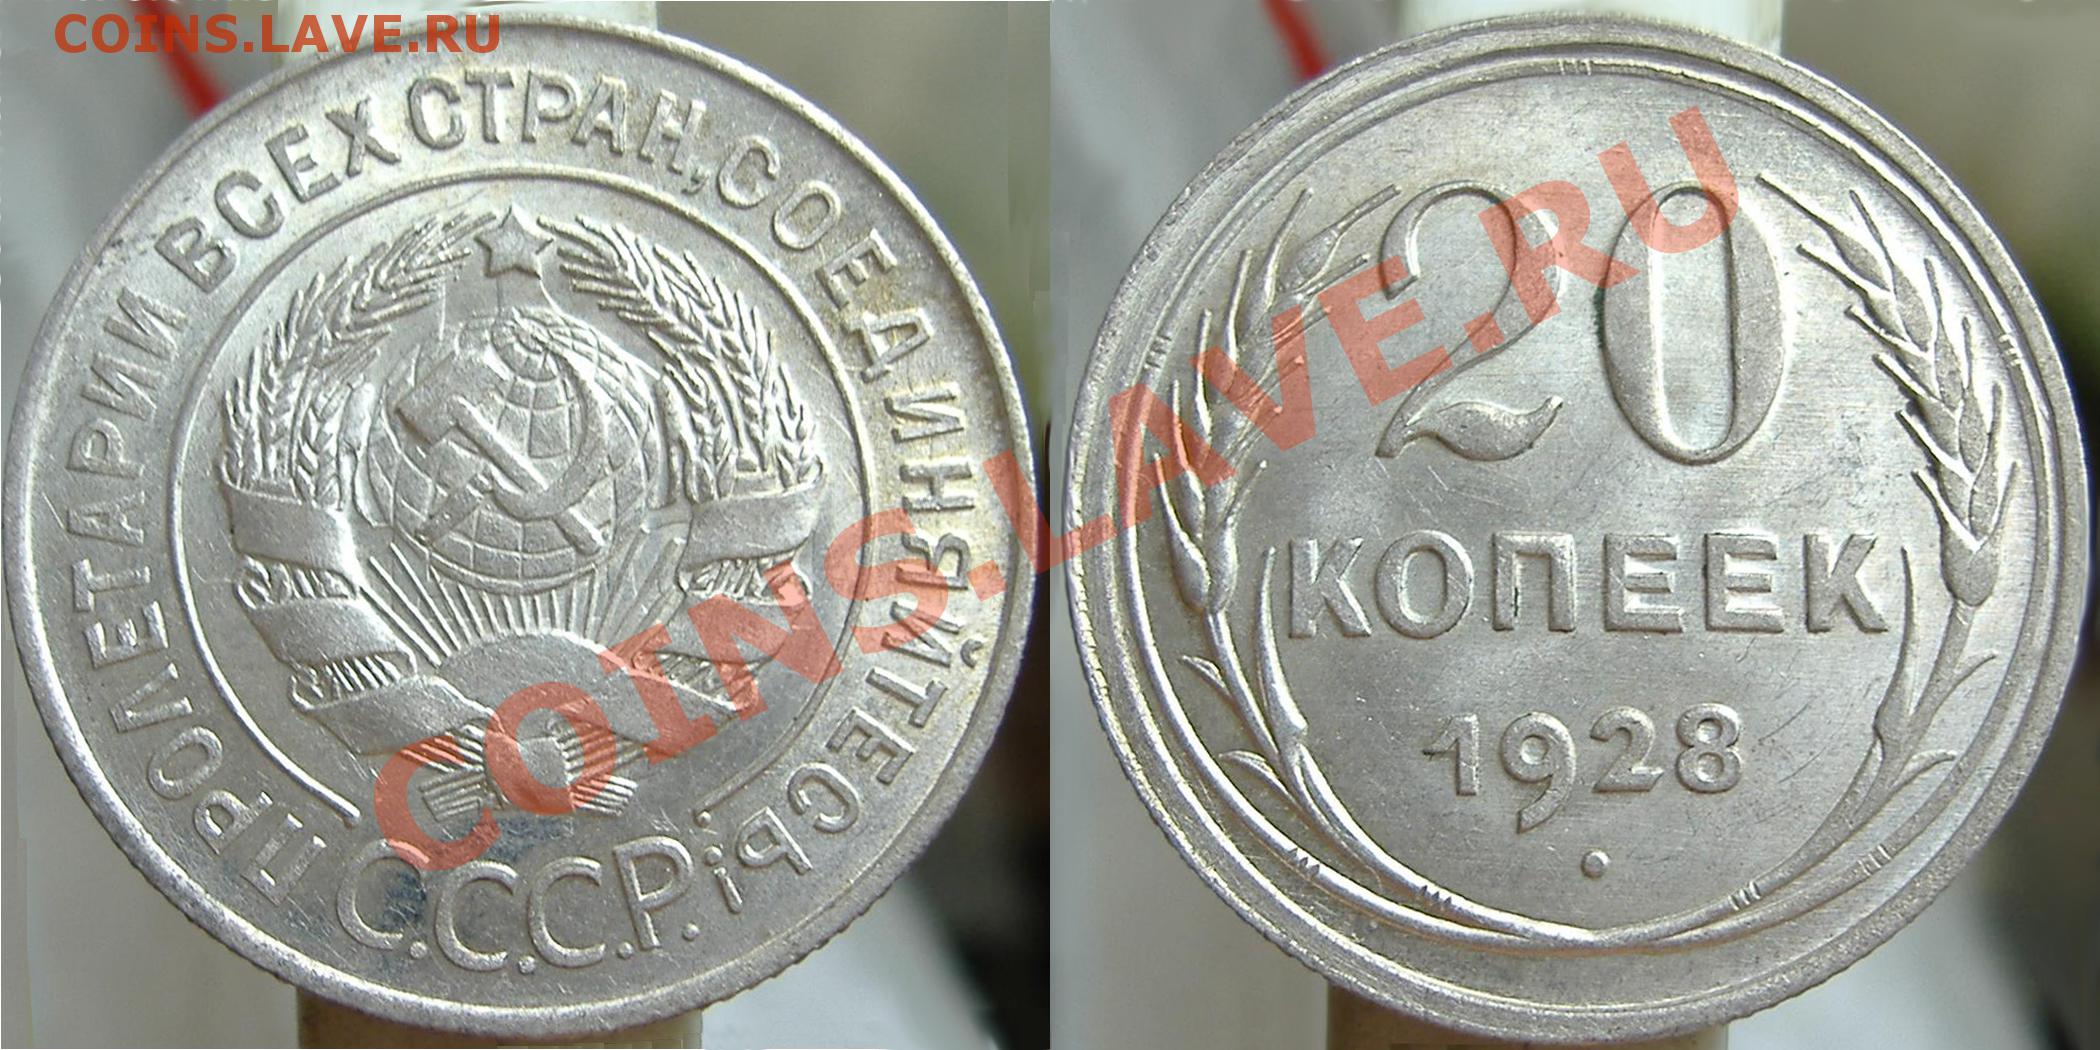 COINS.LAVE.RU
ПРОЛЕТАРИИ ВСЕХ СТРАН, СОЕДИНЯЙТЕСЬ!
С.С.С.Р.
20
КОПЕЕК
1928
COINS.LAVE.RU